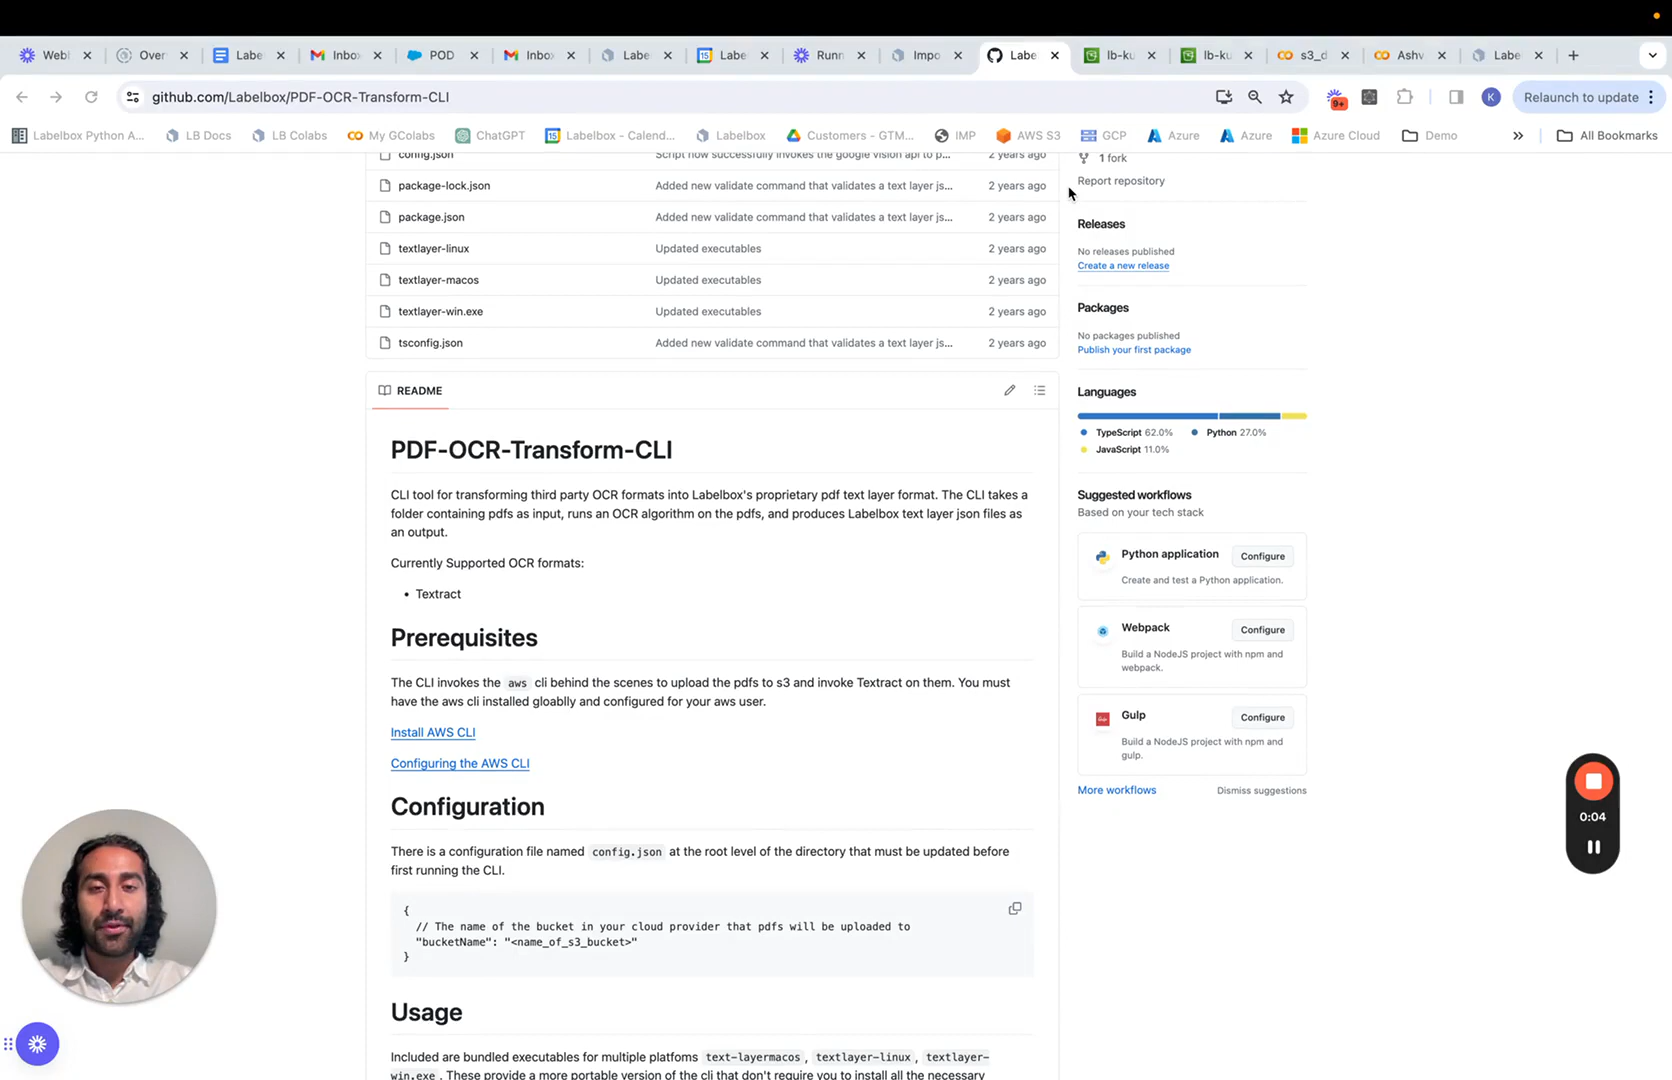 Webl
Over
Labe
Inbo
POD
Inbo
Labe
Labe
Runn
Impo
Labe
lb-ku
lb-ku
s3_d
Ashv
Labe
github.com/Labelbox/PDF-OCR-Transform-CLI
9+
K
Relaunch to update
Labelbox Python A...
LB Docs
LB Colabs
My GColabs
ChatGPT
Labelbox - Calend...
Labelbox
Customers - GTM...
IMP
AWS S3
GCP
Azure
Azure
Azure Cloud
Demo
»
All Bookmarks
config.json Script now successfully invokes the google vision api to p... 2 years ago
package-lock.json Added new validate command that validates a text layer js... 2 years ago
package.json Added new validate command that validates a text layer js... 2 years ago
textlayer-linux Updated executables 2 years ago
textlayer-macos Updated executables 2 years ago
textlayer-win.exe Updated executables 2 years ago
tsconfig.json Added new validate command that validates a text layer js... 2 years ago
README
PDF-OCR-Transform-CLI
CLI tool for transforming third party OCR formats into Labelbox's proprietary pdf text layer format. The CLI takes a
folder containing pdfs as input, runs an OCR algorithm on the pdfs, and produces Labelbox text layer json files as
an output.
Currently Supported OCR formats:
• Textract
Prerequisites
The CLI invokes the aws cli behind the scenes to upload the pdfs to s3 and invoke Textract on them. You must
have the aws cli installed gloablly and configured for your aws user.
Install AWS CLI
Configuring the AWS CLI
Configuration
There is a configuration file named config.json at the root level of the directory that must be updated before
first running the CLI.
{
// The name of the bucket in your cloud provider that pdfs will be uploaded to
"bucketName": "<name_of_s3_bucket>"
}
Usage
Included are bundled executables for multiple platfoms text-layermacos , textlayer-linux , textlayer-
win.exe . These provide a more portable version of the cli that don't require you to install all the necessary
1 fork
Report repository
Releases
No releases published
Create a new release
Packages
No packages published
Publish your first package
Languages
TypeScript 62.0% Python 27.0%
JavaScript 11.0%
Suggested workflows
Based on your tech stack
Python application Configure
Create and test a Python application.
Webpack Configure
Build a NodeJS project with npm and
webpack.
Gulp Configure
Build a NodeJS project with npm and
gulp.
More workflows Dismiss suggestions
0:04